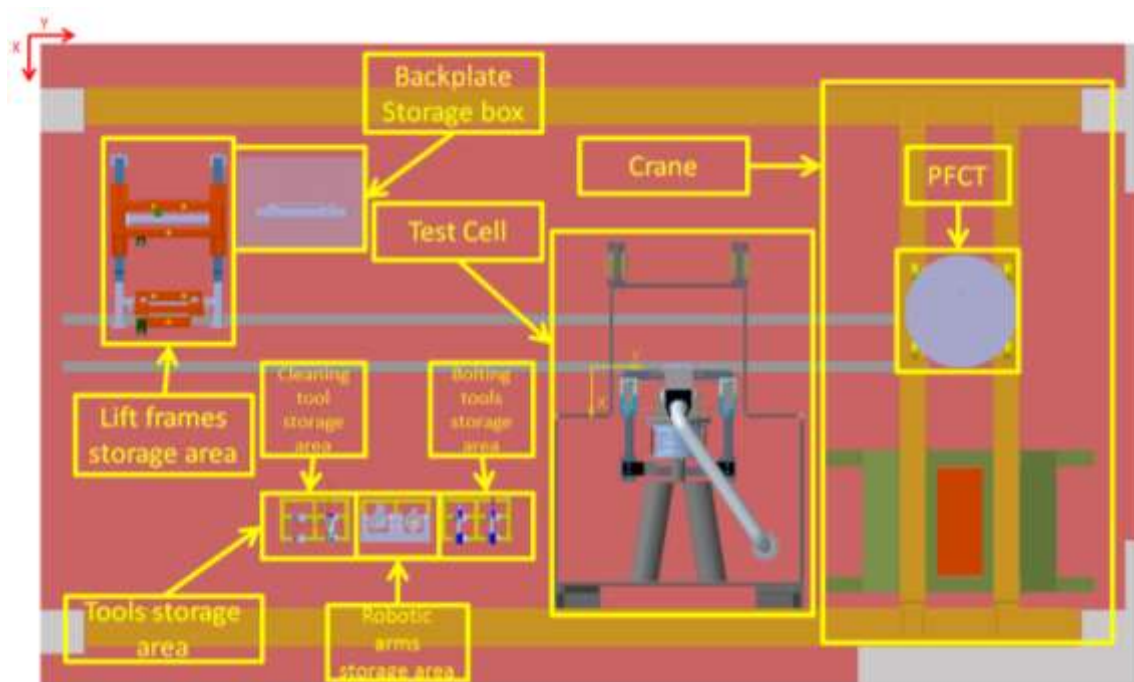 Y
X
Backplate
Storage box
Crane
PFCT
Test Cell
Cleaning
tool
storage
area
Bolting
tools
storage
area
Lift frames
storage area
Y
X
Tools storage
area
Robotic
arms
storage area